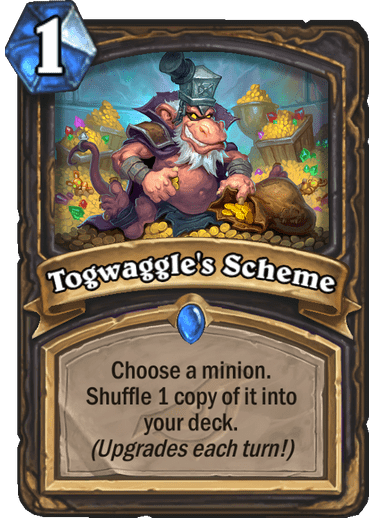 1
Togwaggle's Scheme
Choose a minion.
Shuffle 1 copy of it into
your deck.
(Upgrades each turn!)